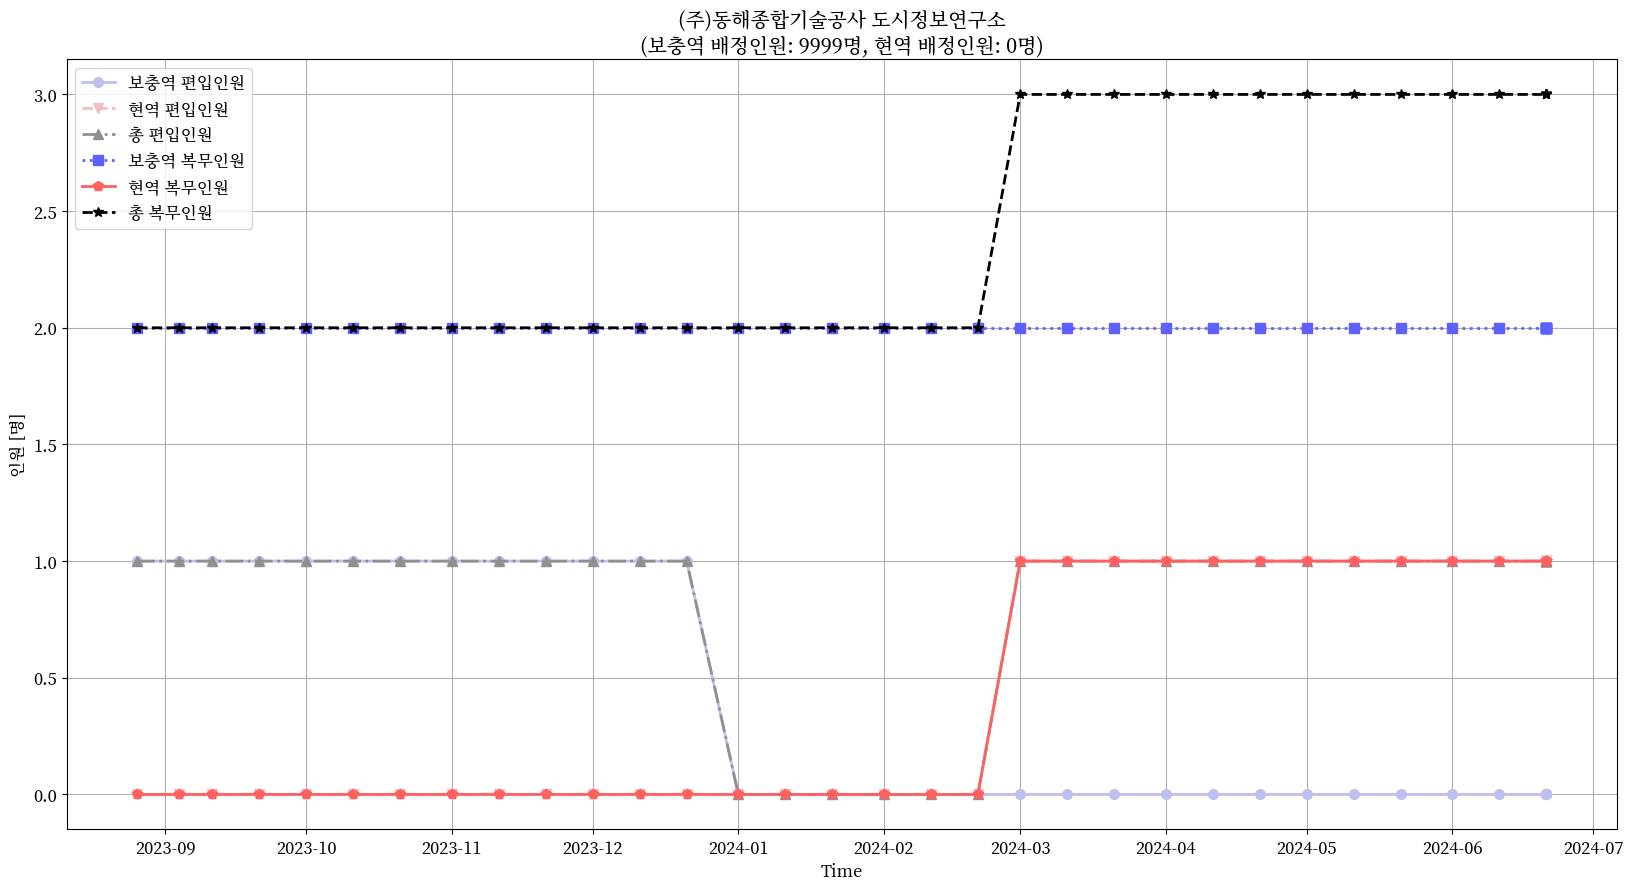 (주)동해종합기술공사 도시정보연구소
(보충역 배정인원: 9999명, 현역 배정인원: 0명)
보충역 편입인원
현역 편입인원
총 편입인원
보충역 복무인원
현역 복무인원
총 복무인원
인원 [명]
3.0
2.5
2.0
1.5
1.0
0.5
0.0
2023-09
2023-10
2023-11
2023-12
2024-01
2024-02
2024-03
2024-04
2024-05
2024-06
2024-07
Time